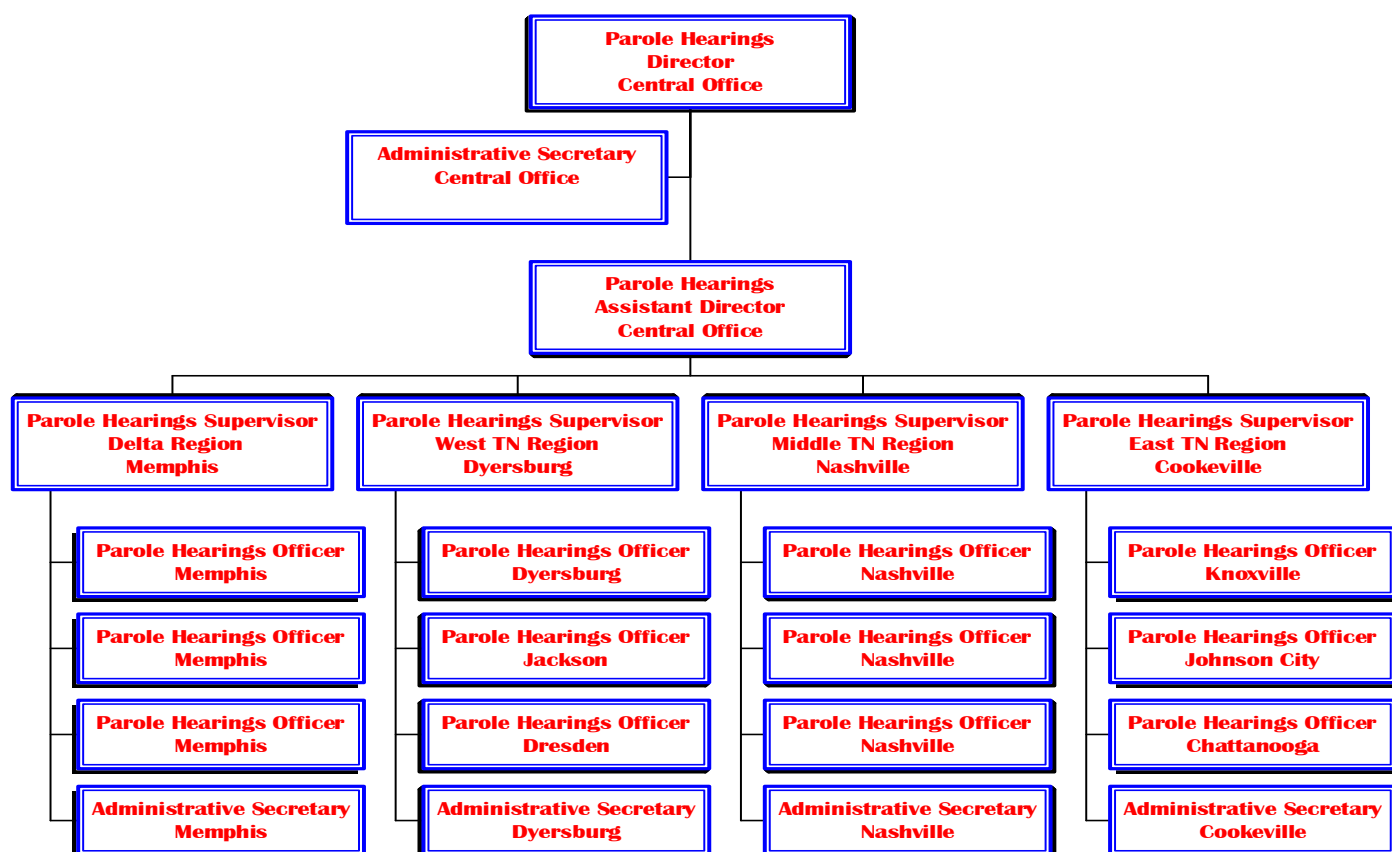 Parole Hearings
Director
Central Office
Administrative Secretary
Central Office
Parole Hearings
Assistant Director
Central Office
Parole Hearings Supervisor
Delta Region
Memphis
Parole Hearings Officer
Memphis
Parole Hearings Officer
Memphis
Parole Hearings Officer
Memphis
Administrative Secretary
Memphis
Parole Hearings Supervisor
West TN Region
Dyersburg
Parole Hearings Officer
Dyersburg
Parole Hearings Officer
Jackson
Parole Hearings Officer
Dresden
Administrative Secretary
Dyersburg
Parole Hearings Supervisor
Middle TN Region
Nashville
Parole Hearings Officer
Nashville
Parole Hearings Officer
Nashville
Parole Hearings Officer
Nashville
Administrative Secretary
Nashville
Parole Hearings Supervisor
East TN Region
Cookeville
Parole Hearings Officer
Knoxville
Parole Hearings Officer
Johnson City
Parole Hearings Officer
Chattanooga
Administrative Secretary
Cookeville